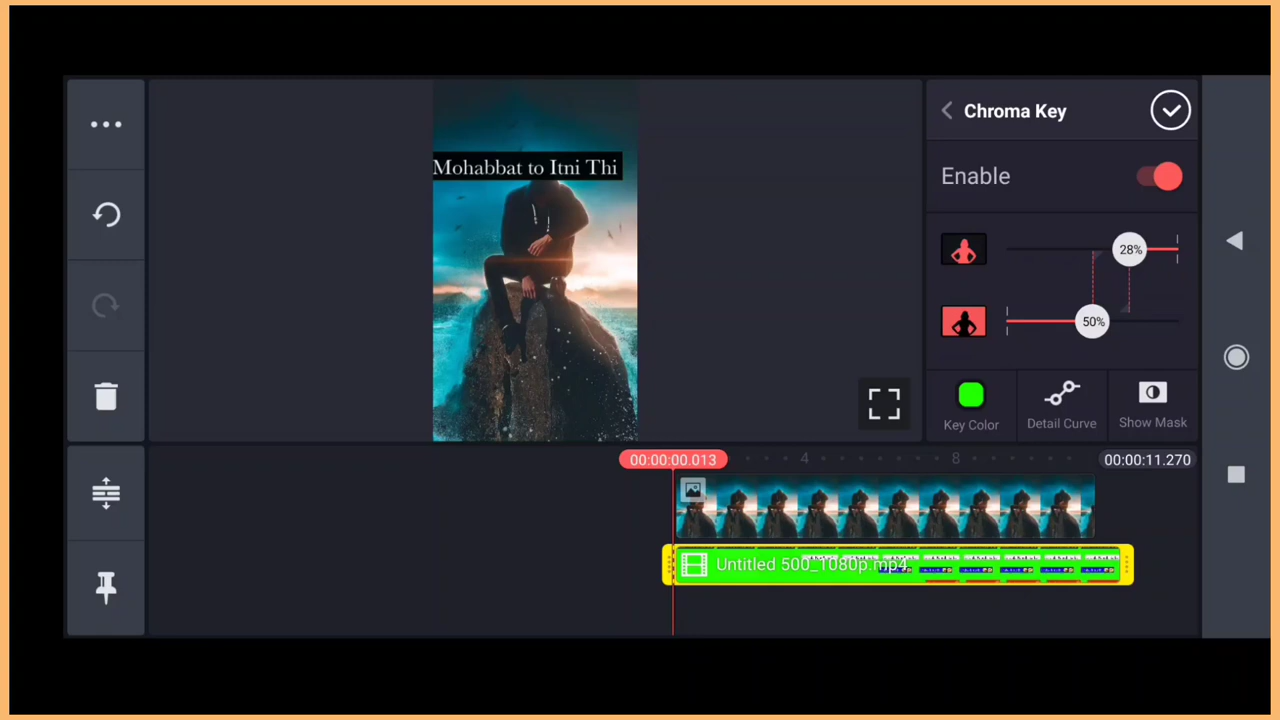 Chroma Key
Mohabbat to Itni Thi
Enable
28%
50%
Key Color
Detail Curve
Show Mask
00:00:00.013
4
8
00:00:11.270
Untitled 500_1080p.mp4